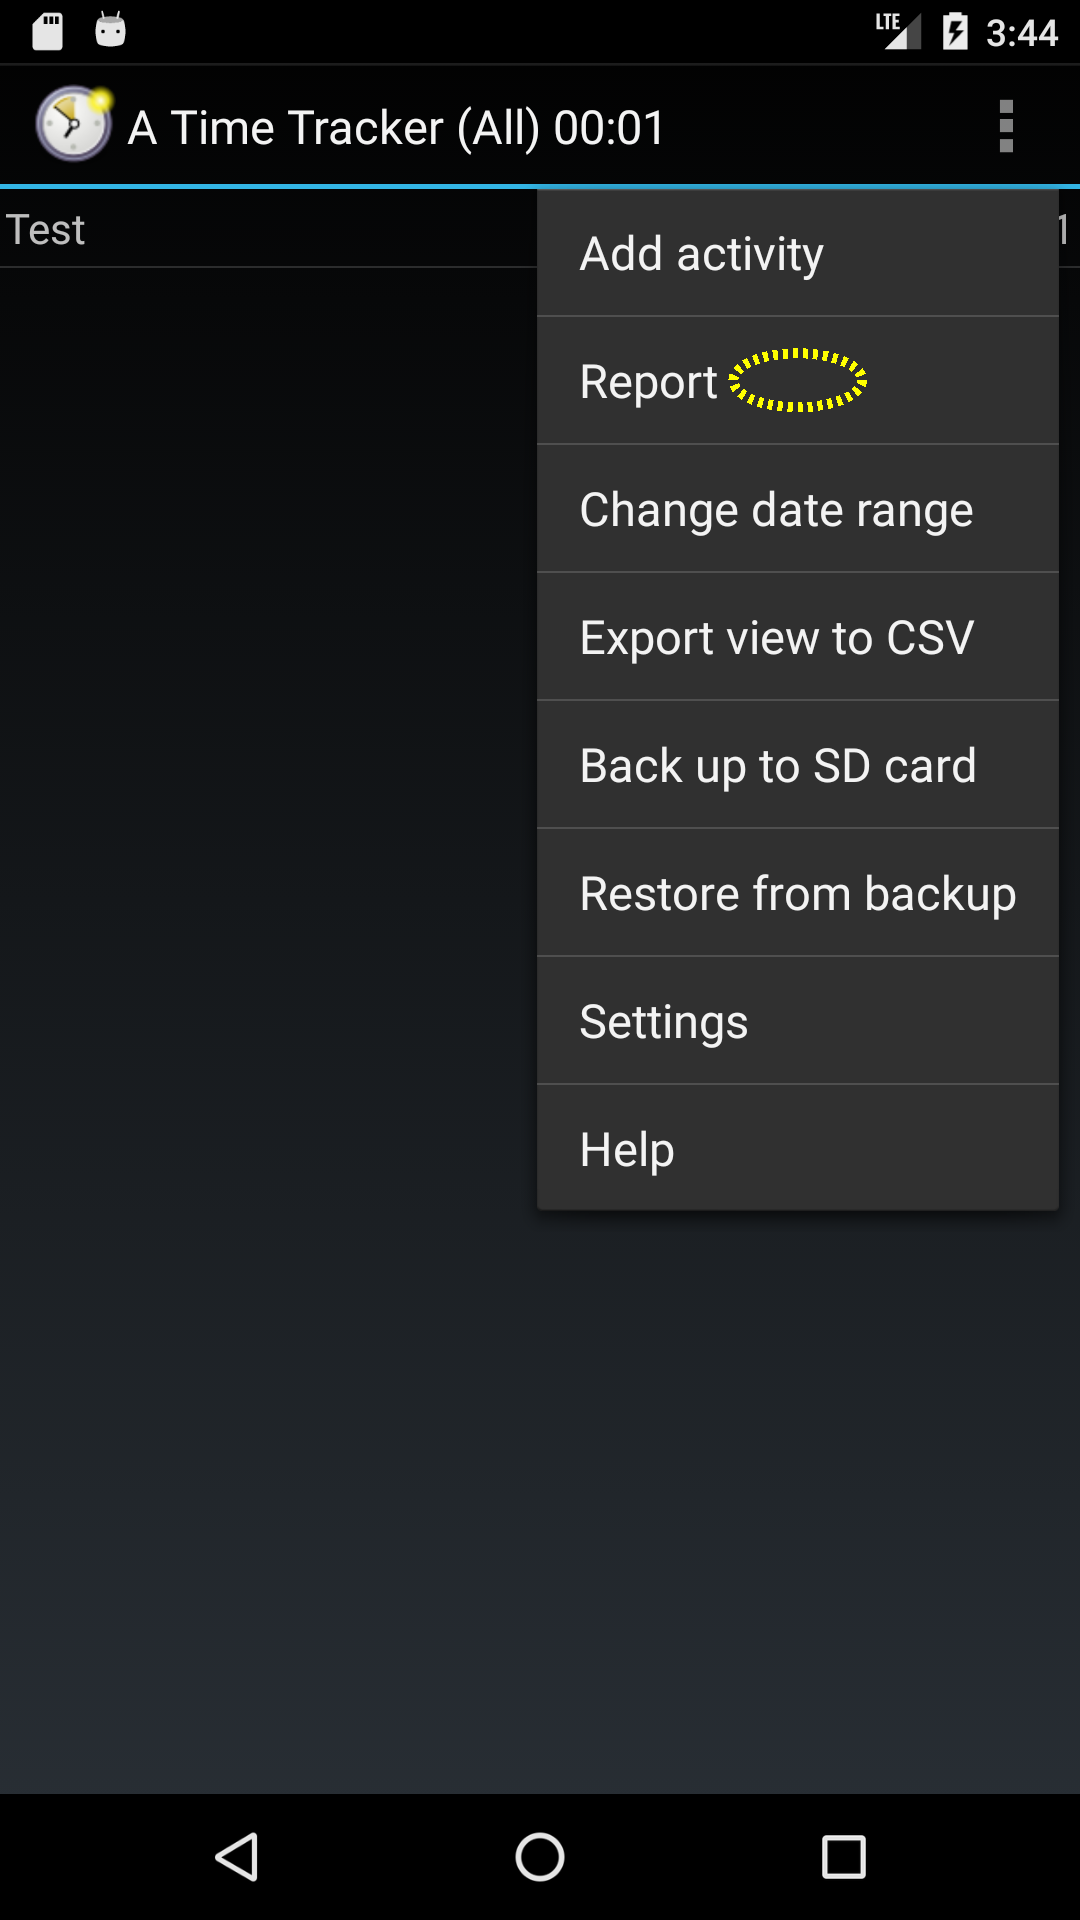 LTE 3:44
A Time Tracker (All) 00:01
Test
Add activity
Report
Change date range
Export view to CSV
Back up to SD card
Restore from backup
Settings
Help